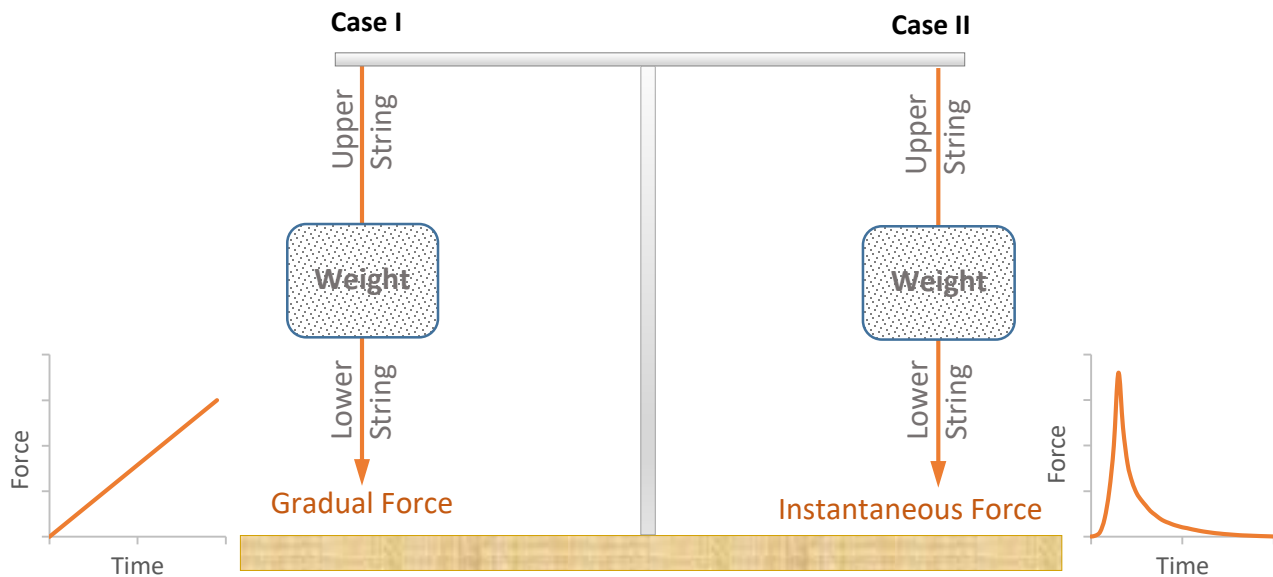 Case I
Case II
Upper
String
Upper
String
Weight
Weight
Lower
String
Lower
String
Force
Time
Gradual Force
Instantaneous Force
Force
Time